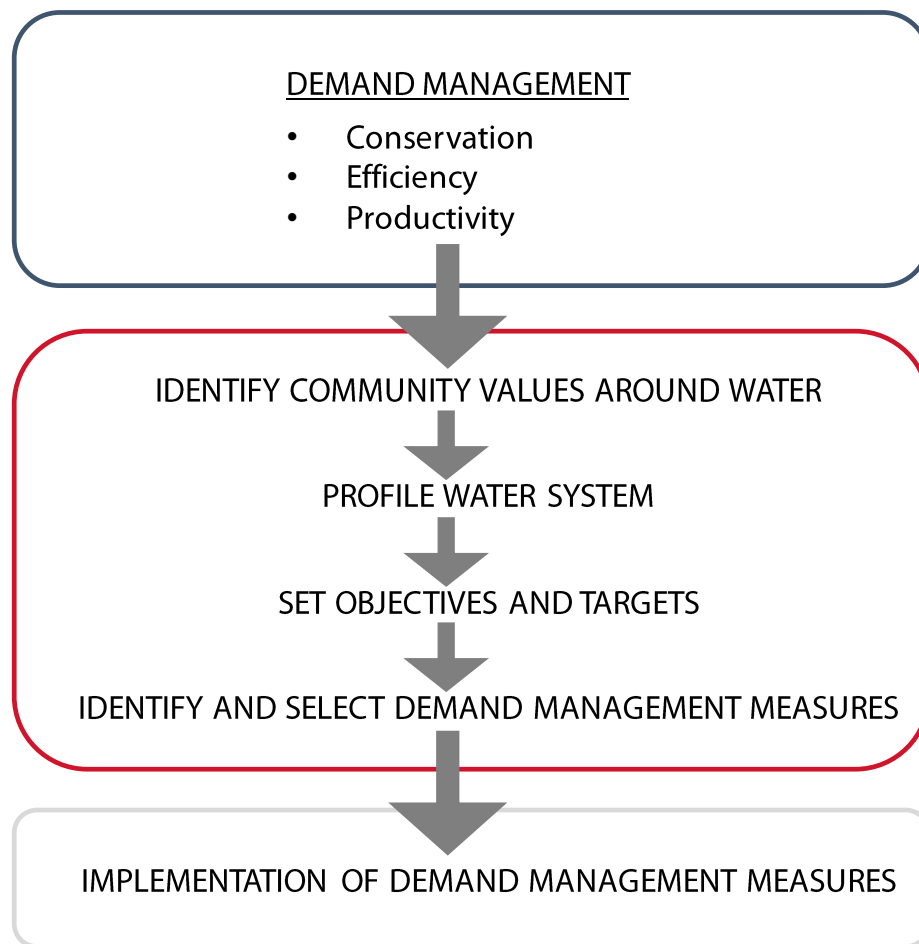 DEMAND MANAGEMENT
• Conservation
• Efficiency
• Productivity
IDENTIFY COMMUNITY VALUES AROUND WATER
PROFILE WATER SYSTEM
SET OBJECTIVES AND TARGETS
IDENTIFY AND SELECT DEMAND MANAGEMENT MEASURES
IMPLEMENTATION OF DEMAND MANAGEMENT MEASURES